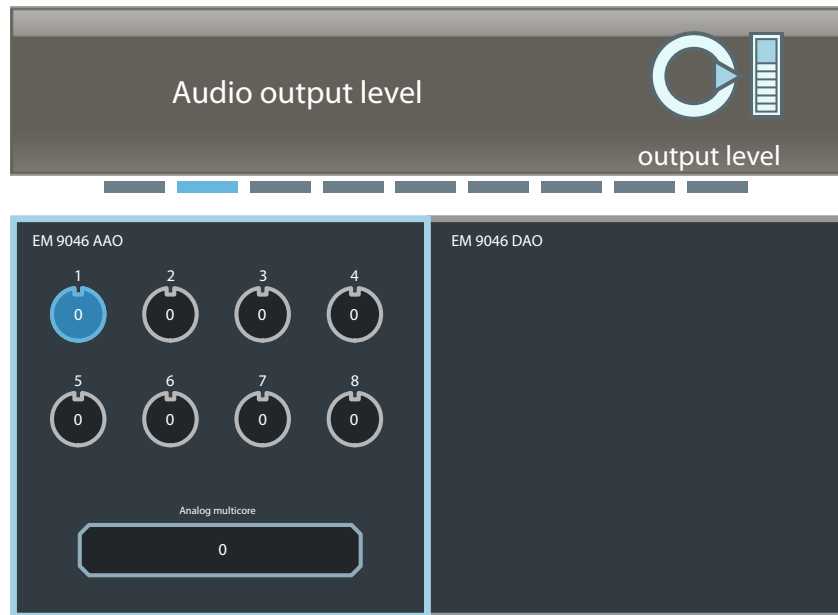 Audio output level
output level
EM 9046 AAO
1 2 3 4
0 0 0 0
5 6 7 8
0 0 0 0
Analog multicore
0
EM 9046 DAO